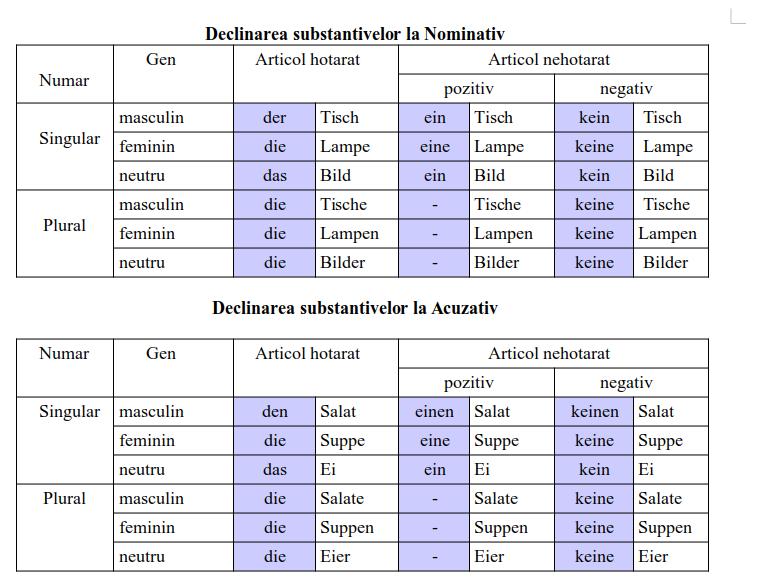 Declinarea substantivelor la Nominativ
Numar Gen Articol hotarat Articol nehotarat
pozitiv negativ
Singular masculin der Tisch ein Tisch kein Tisch
feminin die Lampe eine Lampe keine Lampe
neutru das Bild ein Bild kein Bild
Plural masculin die Tische - Tische keine Tische
feminin die Lampen - Lampen keine Lampen
neutru die Bilder - Bilder keine Bilder
Declinarea substantivelor la Acuzativ
Numar Gen Articol hotarat Articol nehotarat
pozitiv negativ
Singular masculin den Salat einen Salat keinen Salat
feminin die Suppe eine Suppe keine Suppe
neutru das Ei ein Ei kein Ei
Plural masculin die Salate - Salate keine Salate
feminin die Suppen - Suppen keine Suppen
neutru die Eier - Eier keine Eier